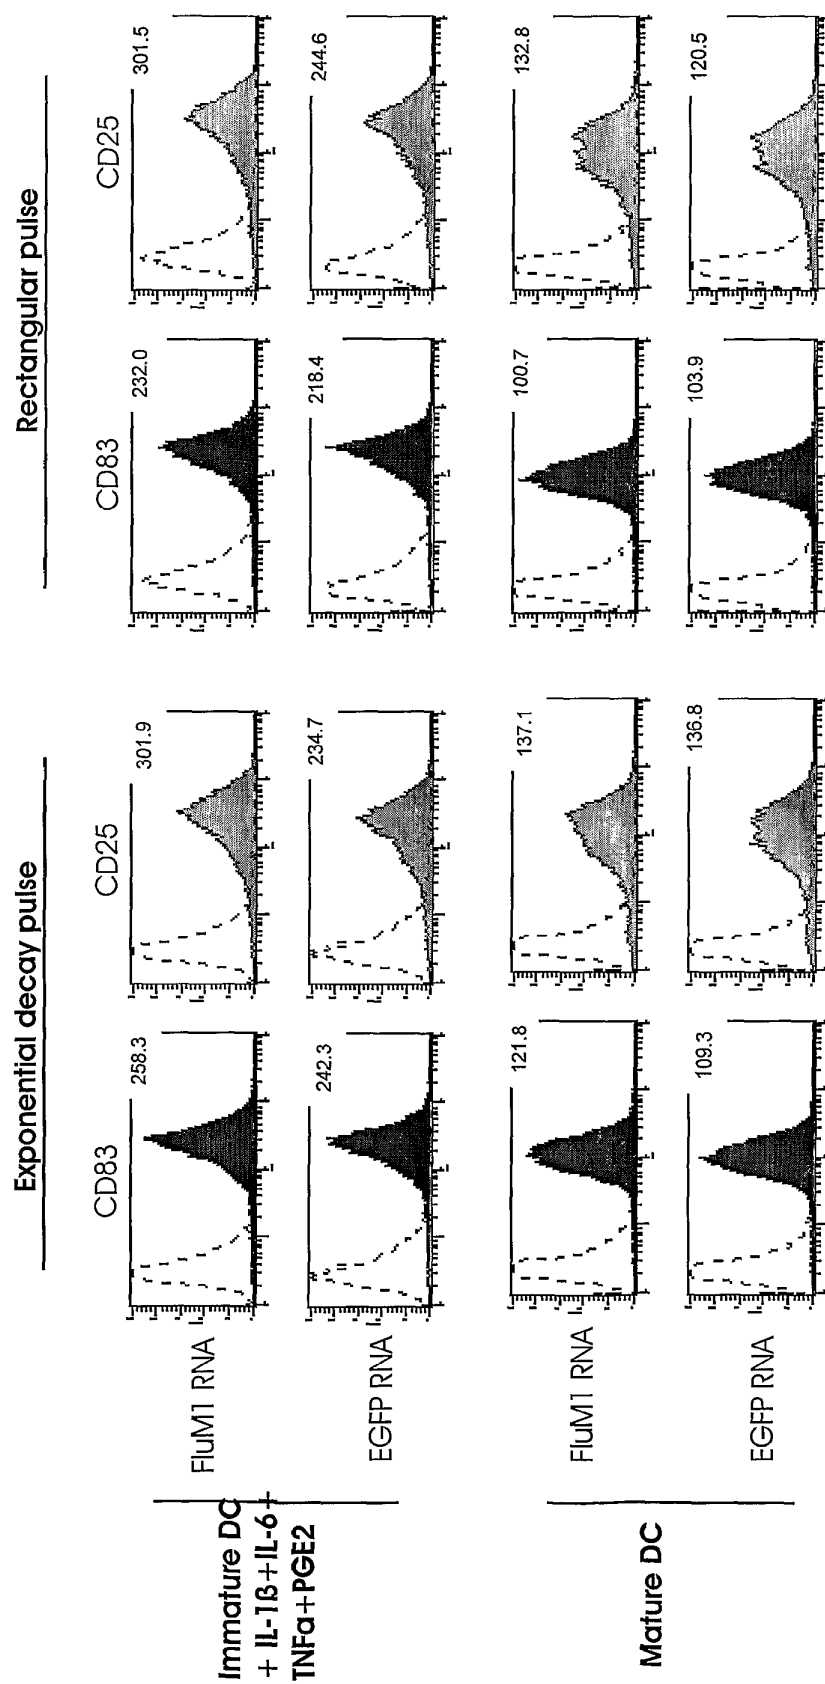 Exponential decay pulse
Rectangular pulse
CD83
CD25
CD83
CD25
Immature DC
+ IL-1ß+IL-6+
TNFα+PGE2
FluM1 RNA
258.3
301.9
232.0
301.5
EGFP RNA
242.3
234.7
218.4
244.6
Mature DC
FluM1 RNA
121.8
137.1
100.7
132.8
EGFP RNA
109.3
136.8
103.9
120.5